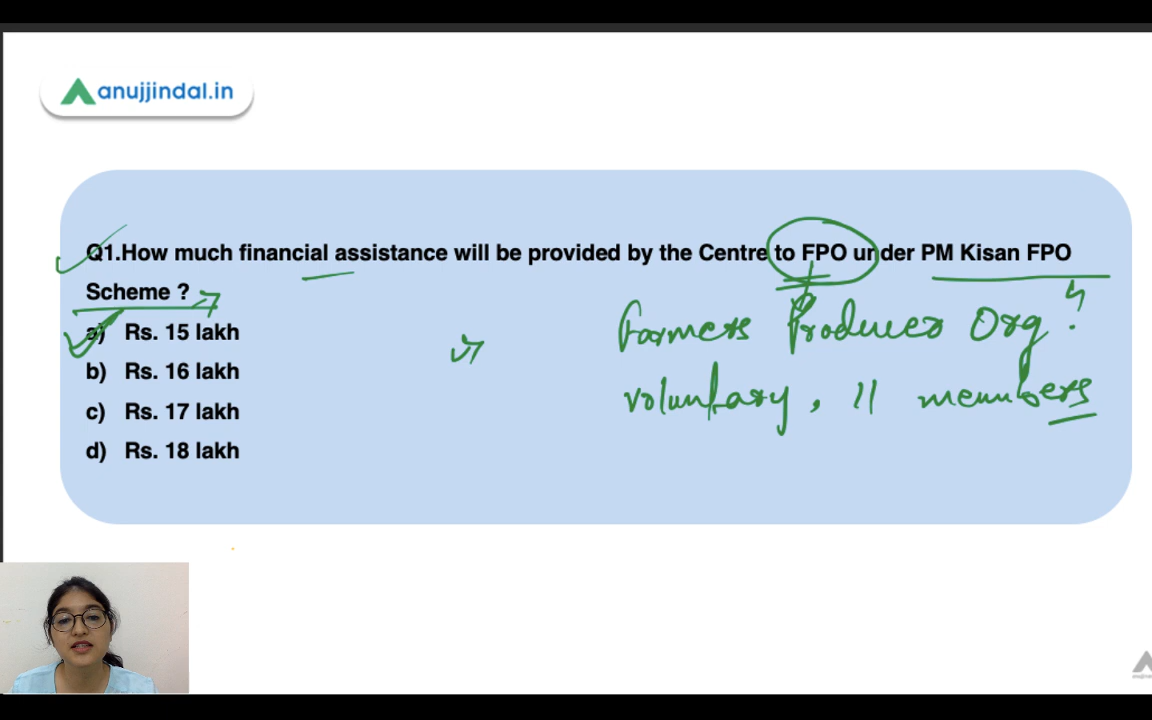 anujjindal.in
Q1.How much financial assistance will be provided by the Centre to FPO under PM Kisan FPO
Scheme ?
a) Rs. 15 lakh
b) Rs. 16 lakh
c) Rs. 17 lakh
d) Rs. 18 lakh
Farmers Producer Org.
voluntary, 11 members